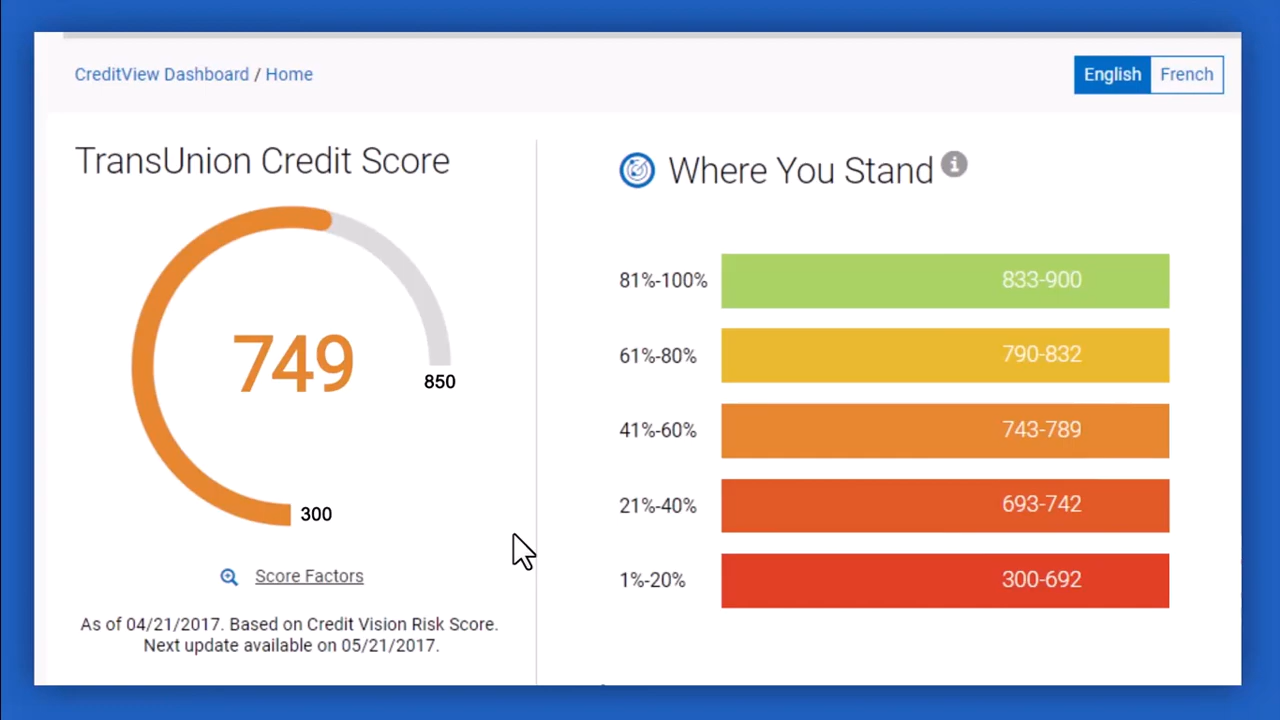 CreditView Dashboard / Home
English French
TransUnion Credit Score
749
850
300
Score Factors
As of 04/21/2017. Based on Credit Vision Risk Score.
Next update available on 05/21/2017.
Where You Stand
81%-100% 833-900
61%-80% 790-832
41%-60% 743-789
21%-40% 693-742
1%-20% 300-692